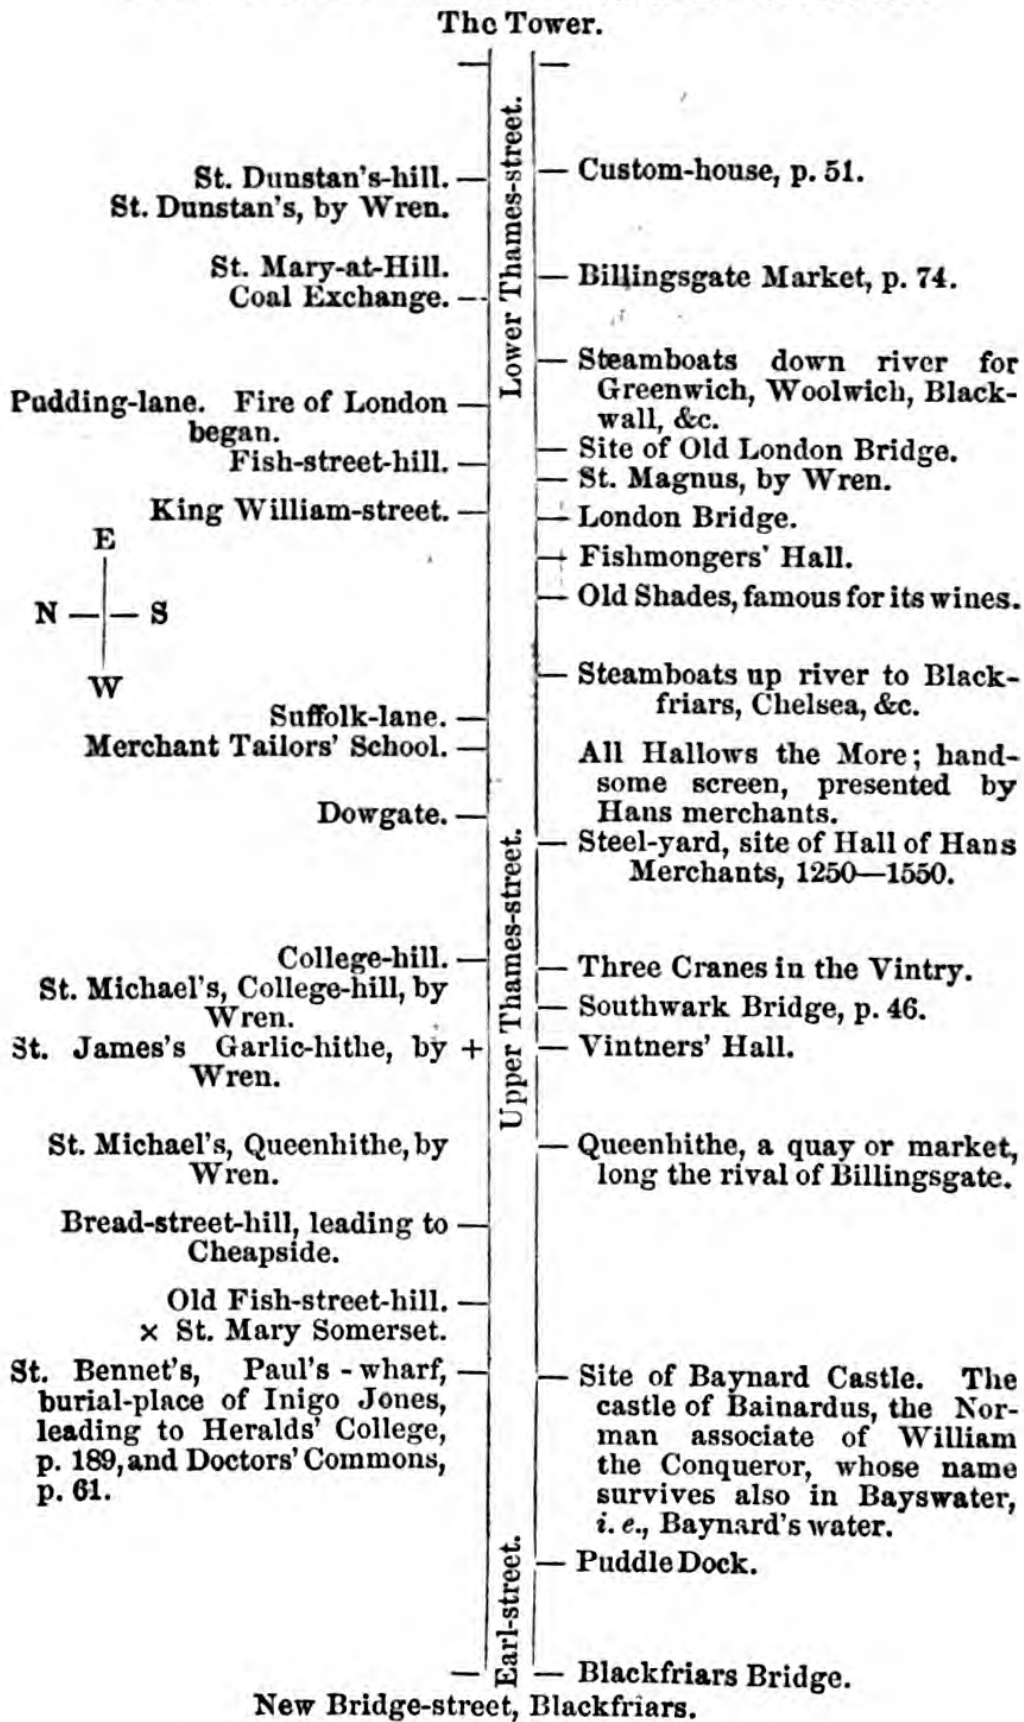 The Tower.
Lower Thames-street.
St. Dunstan's-hill.
St. Dunstan's, by Wren.
St. Mary-at-Hill.
Coal Exchange.
Pudding-lane. Fire of London
began.
Fish-street-hill.
King William-street.
E
N S
W
Suffolk-lane.
Merchant Tailors' School.
Dowgate.
Upper Thames-street.
College-hill.
St. Michael's, College-hill, by
Wren.
St. James's Garlic-hithe, by +
Wren.
St. Michael's, Queenhithe, by
Wren.
Bread-street-hill, leading to
Cheapside.
Old Fish-street-hill.
× St. Mary Somerset.
St. Bennet's, Paul's-wharf,
burial-place of Inigo Jones,
leading to Heralds' College,
p. 189, and Doctors' Commons,
p. 61.
Earl-street.
Custom-house, p. 51.
Billingsgate Market, p. 74.
Steamboats down river for
Greenwich, Woolwich, Black-
wall, &c.
Site of Old London Bridge.
St. Magnus, by Wren.
London Bridge.
Fishmongers' Hall.
Old Shades, famous for its wines.
Steamboats up river to Black-
friars, Chelsea, &c.
All Hallows the More; hand-
some screen, presented by
Hans merchants.
Steel-yard, site of Hall of Hans
Merchants, 1250—1550.
Three Cranes in the Vintry.
Southwark Bridge, p. 46.
Vintners' Hall.
Queenhithe, a quay or market,
long the rival of Billingsgate.
Site of Baynard Castle. The
castle of Bainardus, the Nor-
man associate of William
the Conqueror, whose name
survives also in Bayswater,
i. e., Baynard's water.
Puddle Dock.
Blackfriars Bridge.
New Bridge-street, Blackfriars.